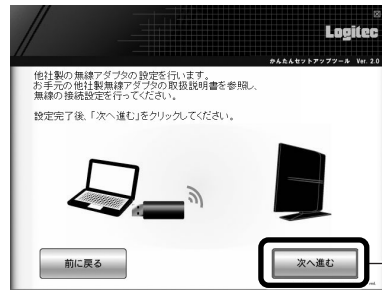 Logitec
かんたんセットアップツール Ver. 2.0
他社製の無線アダプタの設定を行います。
お手元の他社製無線アダプタの取扱説明書を参照し、
無線の接続設定を行ってください。
設定完了後、「次へ進む」をクリックしてください。
前に戻る
次へ進む